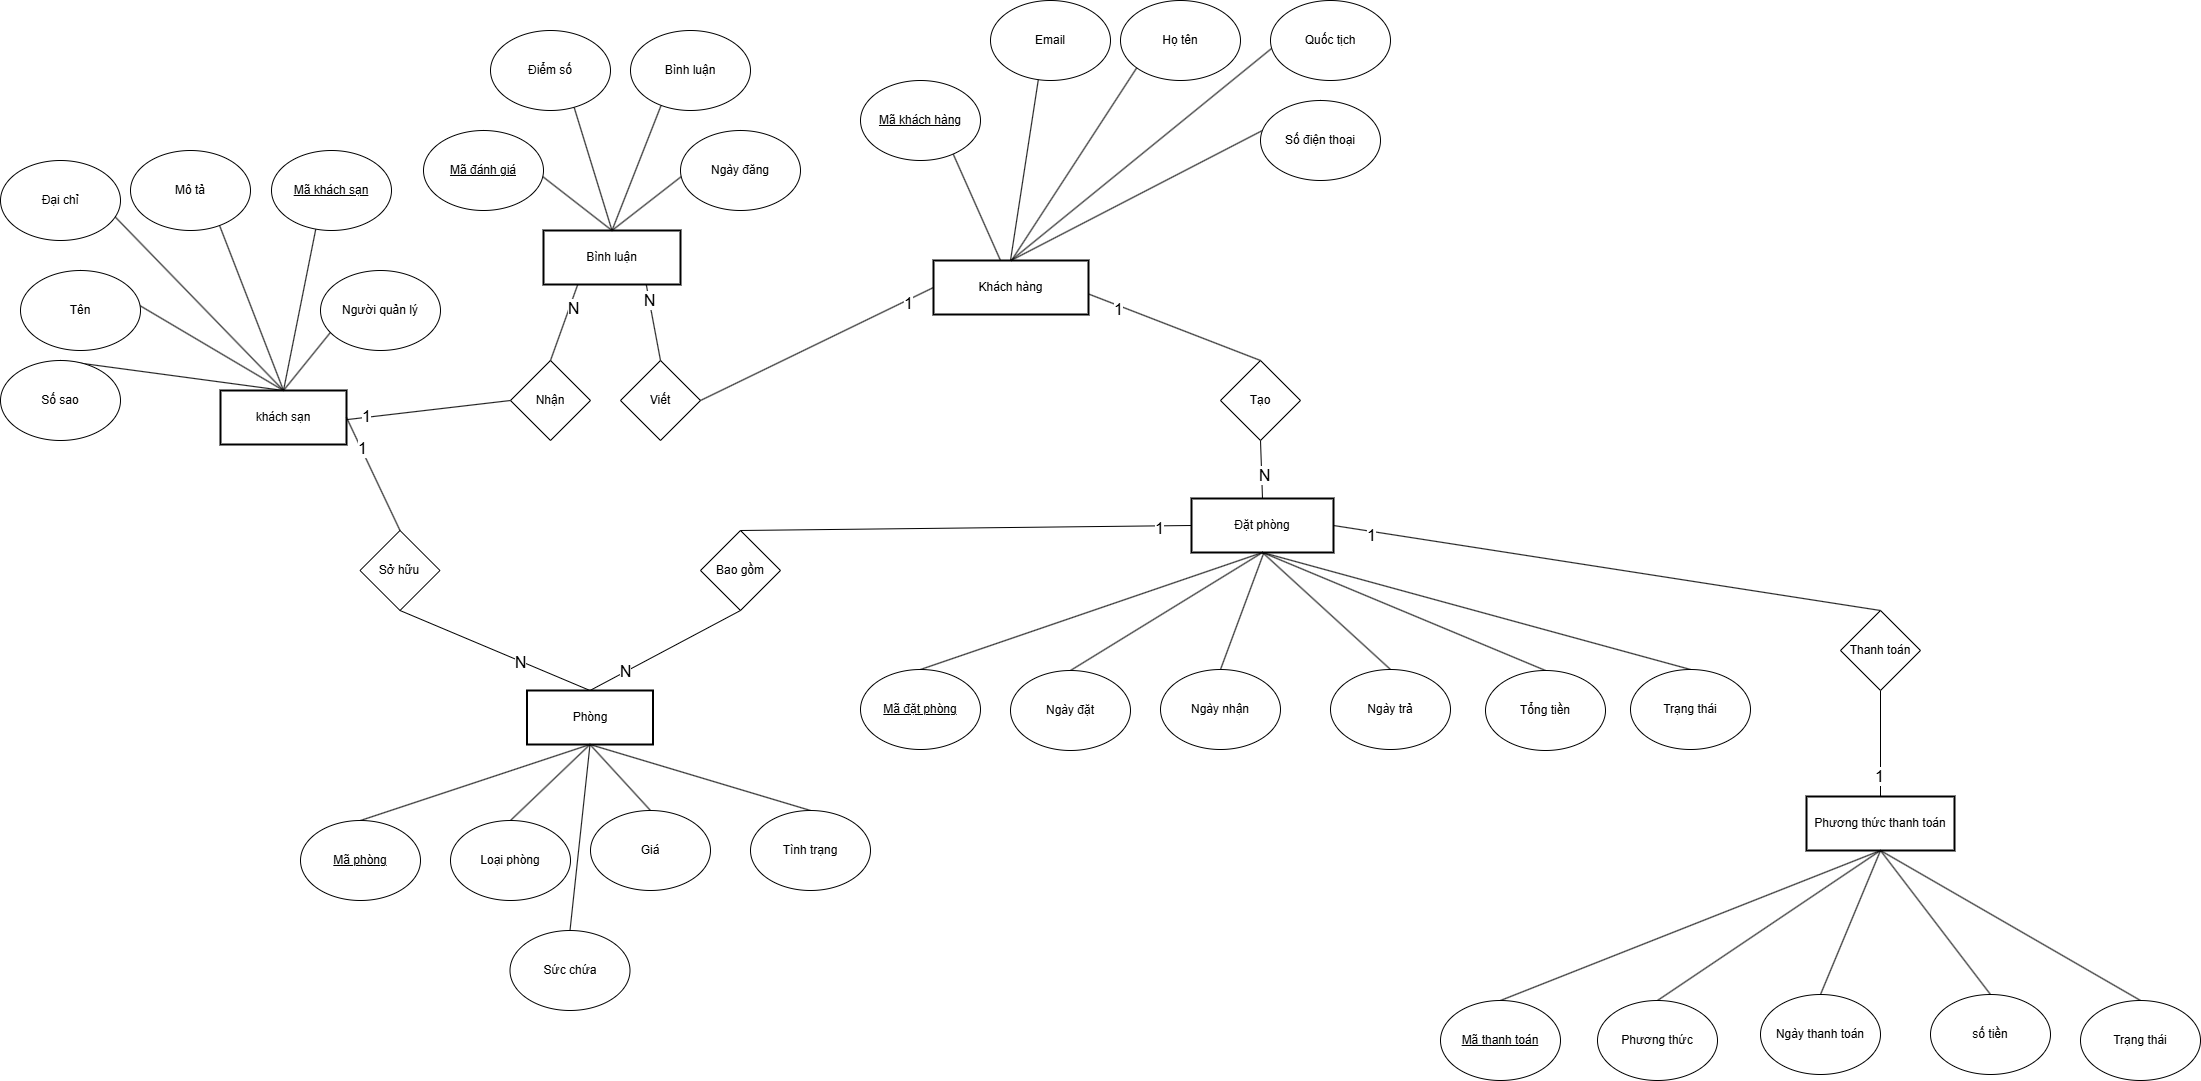 Email
Họ tên
Quốc tịch
Điểm số
Bình luận
Mã khách hàng
Số điện thoại
Mã đánh giá
Ngày đăng
Đại chỉ
Mô tả
Mã khách sạn
Bình luận
Khách hàng
Tên
Người quản lý
N
N
1
1
Số sao
khách sạn
1
Nhận
Viết
Tạo
1
N
1
Đặt phòng
1
Sở hữu
Bao gồm
Thanh toán
N
N
Phòng
Mã đặt phòng
Ngày đặt
Ngày nhận
Ngày trả
Tổng tiền
Trạng thái
1
Phương thức thanh toán
Mã phòng
Loại phòng
Giá
Tình trạng
Sức chứa
Mã thanh toán
Phương thức
Ngày thanh toán
số tiền
Trạng thái